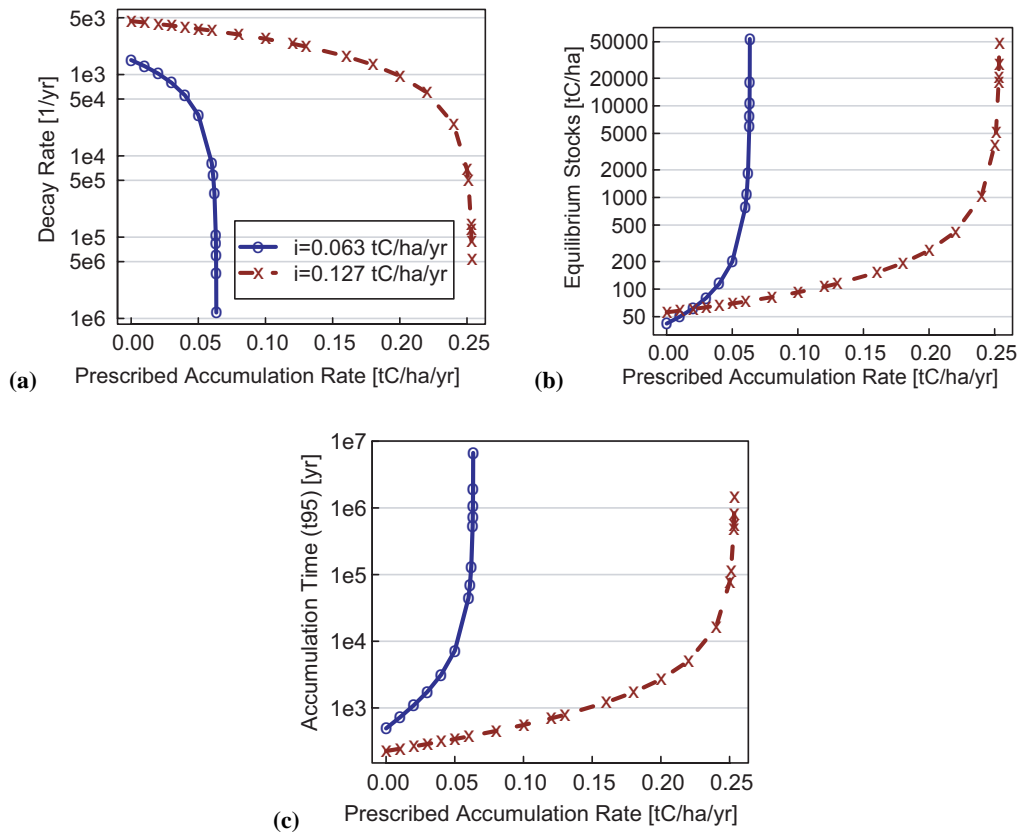 5e3
1e3
5e4
1e4
5e5
1e5
5e6
1e6
Decay Rate [1/yr]
i=0.063 tC/ha/yr
i=0.127 tC/ha/yr
0.00 0.05 0.10 0.15 0.20 0.25
Prescribed Accumulation Rate [tC/ha/yr]
(a)
50000
20000
5000
2000
1000
500
200
100
50
Equilibrium Stocks [tC/ha]
0.00 0.05 0.10 0.15 0.20 0.25
Prescribed Accumulation Rate [tC/ha/yr]
(b)
1e7
1e6
1e5
1e4
1e3
Accumulation Time (t95) [yr]
0.00 0.05 0.10 0.15 0.20 0.25
Prescribed Accumulation Rate [tC/ha/yr]
(c)